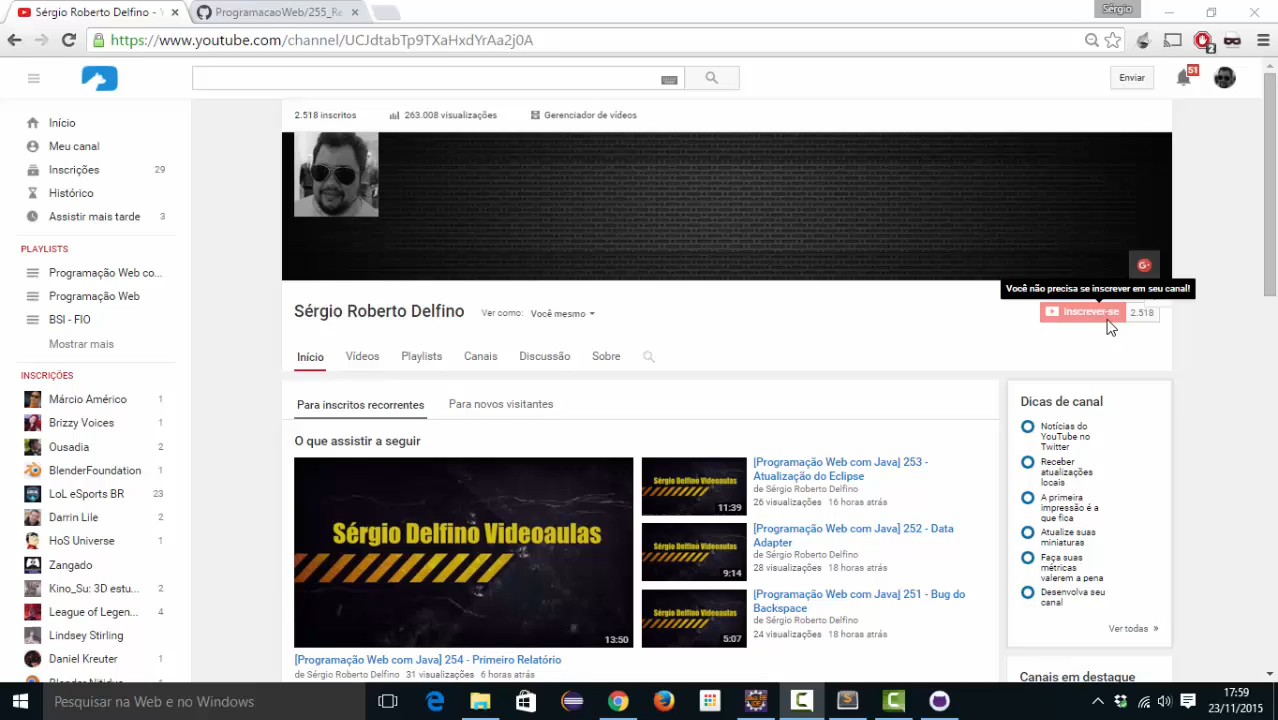 Sérgio Roberto Delfino - Y
ProgramacaoWeb/255_Re
Sérgio
https://www.youtube.com/channel/UCJdtabTp9TXaHxdYrAa2j0A
2
Enviar
51
2.518 inscritos
263.008 visualizações
Gerenciador de vídeos
Início
Meu canal
Inscrições 29
Histórico
Assistir mais tarde 3
PLAYLISTS
Programação Web co...
Programação Web
BSI - FIO
Mostrar mais
INSCRIÇÕES
Márcio Américo 1
Brizzy Voices 1
Ousadia 2
BlenderFoundation 1
LoL eSports BR 23
Darrin Lile 2
HoS Universe 1
Zangado
Kino_Su: 3D estu... 2
League of Legen... 4
Lindsey Stirling
Daniel Kreuter 1
G+
Você não precisa se inscrever em seu canal!
Sérgio Roberto Delfino
Ver como: Você mesmo
Inscrever-se 2.518
Início Vídeos Playlists Canais Discussão Sobre
Para inscritos recorrentes
Para novos visitantes
O que assistir a seguir
Sérgio Delfino Videoaulas
13:50
[Programação Web com Java] 254 - Primeiro Relatório
de Sérgio Roberto Delfino 31 visualizações 6 horas atrás
Sérgio Delfino Videoaulas
11:39
[Programação Web com Java] 253 -
Atualização do Eclipse
de Sérgio Roberto Delfino
26 visualizações 16 horas atrás
Sérgio Delfino Videoaulas
9:14
[Programação Web com Java] 252 - Data
Adapter
de Sérgio Roberto Delfino
28 visualizações 18 horas atrás
Sérgio Delfino Videoaulas
5:07
[Programação Web com Java] 251 - Bug do
Backspace
de Sérgio Roberto Delfino
24 visualizações 18 horas atrás
Dicas de canal
Notícias do
YouTube no
Twitter
Receber
atualizações
locais
A primeira
impressão é a
que fica
Atualize suas
miniaturas
Faça suas
métricas
valerem a pena
Desenvolva seu
canal
Ver todas »
Canais em destaque
Pesquisar na Web e no Windows
17:59
23/11/2015